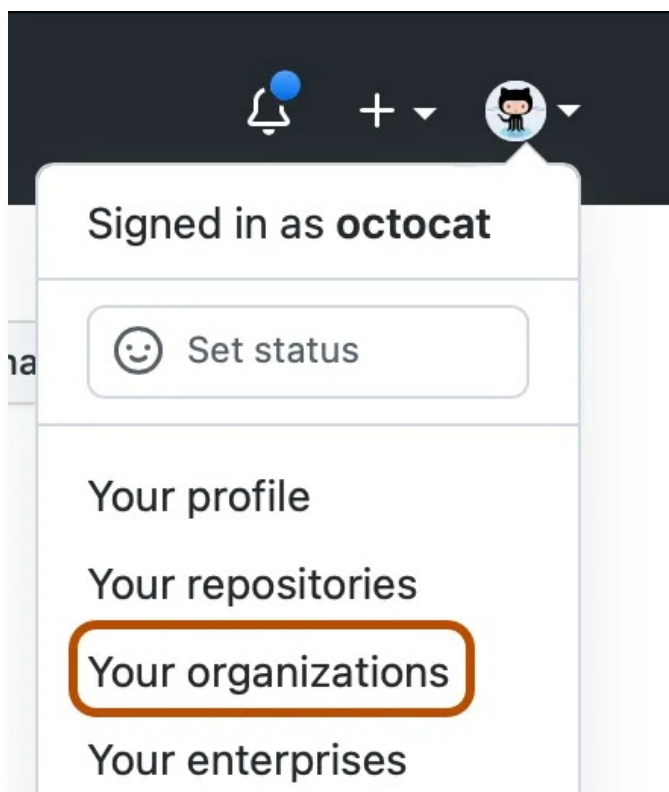 Signed in as octocat
Set status
Your profile
Your repositories
Your organizations
Your enterprises